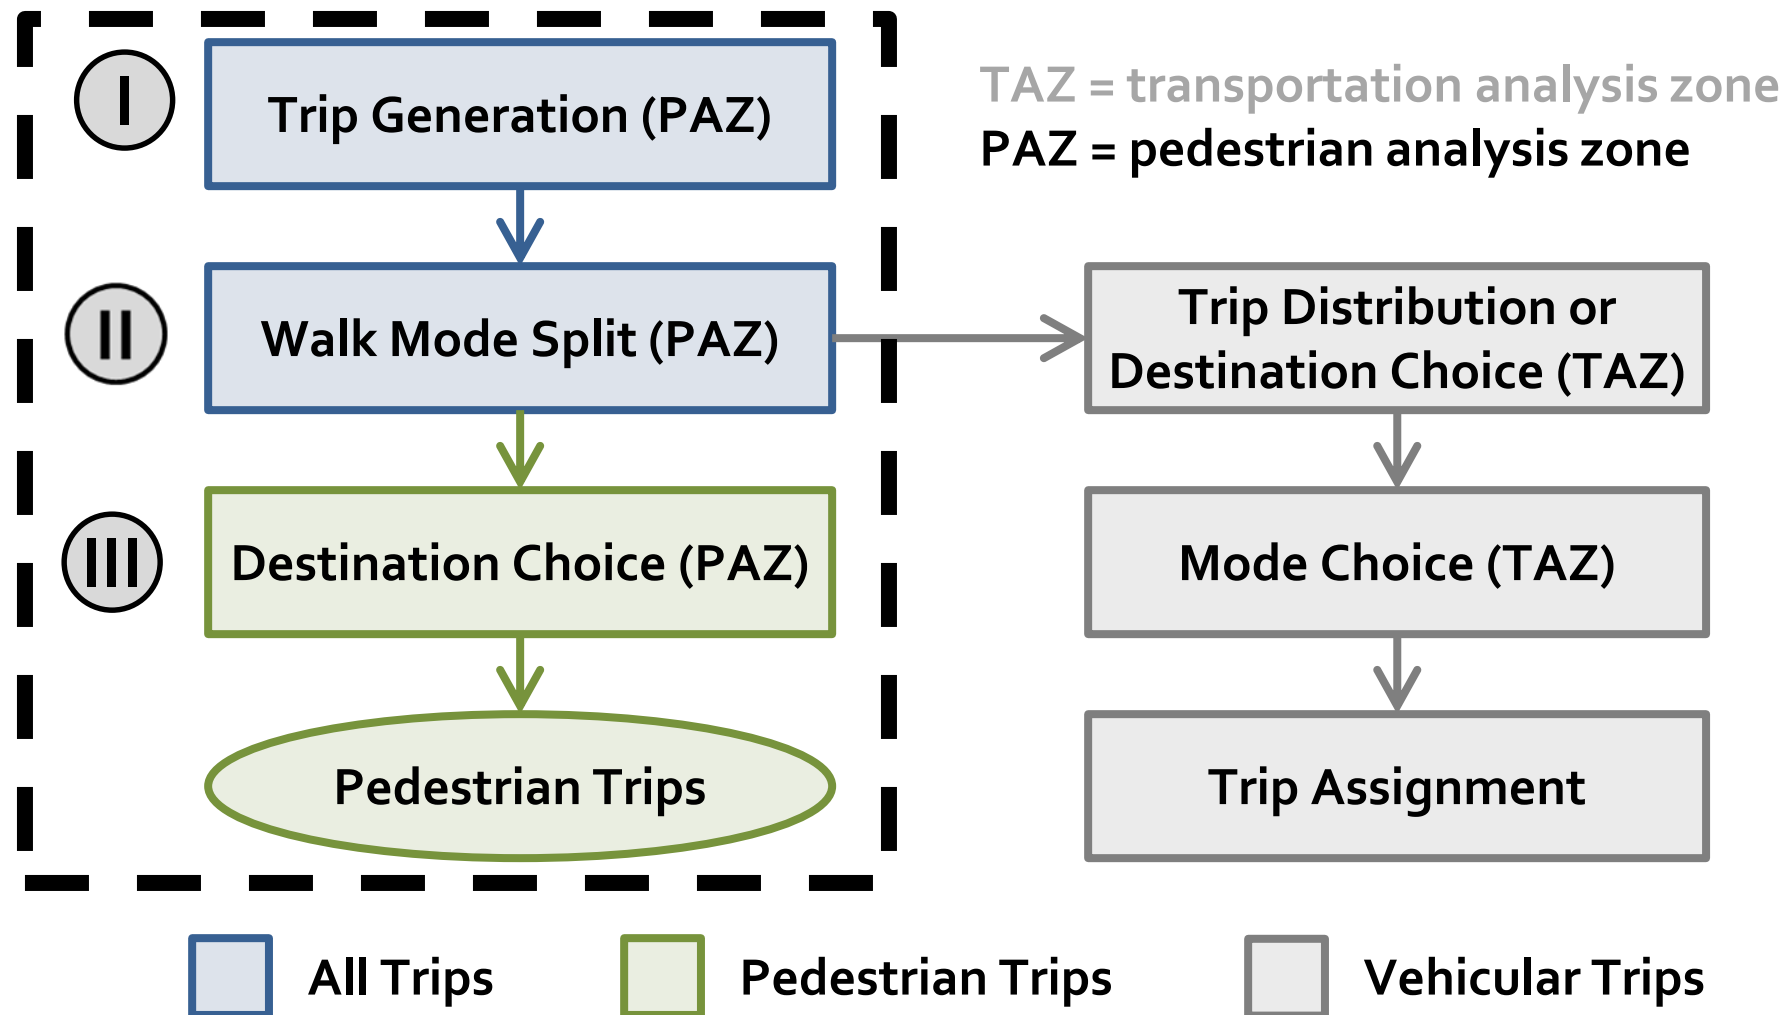 I
Trip Generation (PAZ)
TAZ = transportation analysis zone
PAZ = pedestrian analysis zone
II
Walk Mode Split (PAZ)
Trip Distribution or
Destination Choice (TAZ)
III
Destination Choice (PAZ)
Mode Choice (TAZ)
Pedestrian Trips
Trip Assignment
All Trips
Pedestrian Trips
Vehicular Trips